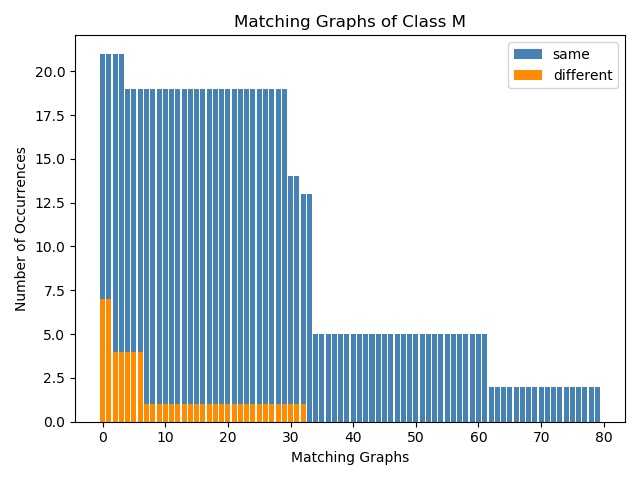 Matching Graphs of Class M
same
different
Number of Occurrences
20.0
17.5
15.0
12.5
10.0
7.5
5.0
2.5
0.0
0 10 20 30 40 50 60 70 80
Matching Graphs